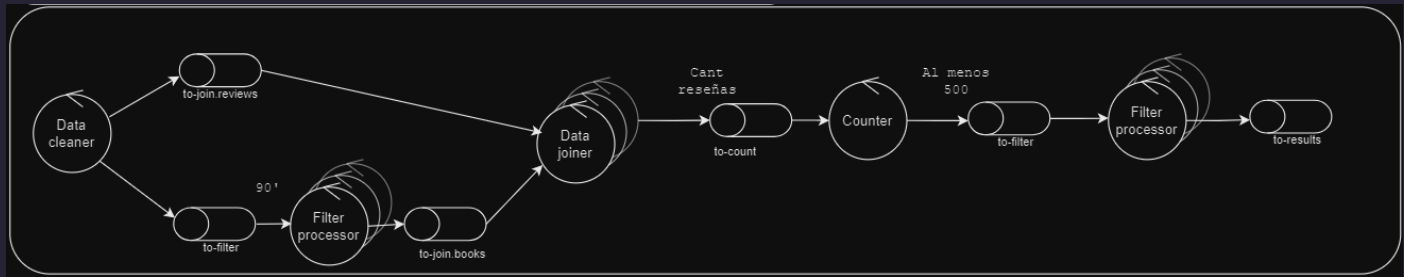 Data
cleaner
to-join.reviews
90'
to-filter
Filter
processor
to-join.books
Data
joiner
Cant
reseñas
to-count
Counter
Al menos
500
to-filter
Filter
processor
to-results